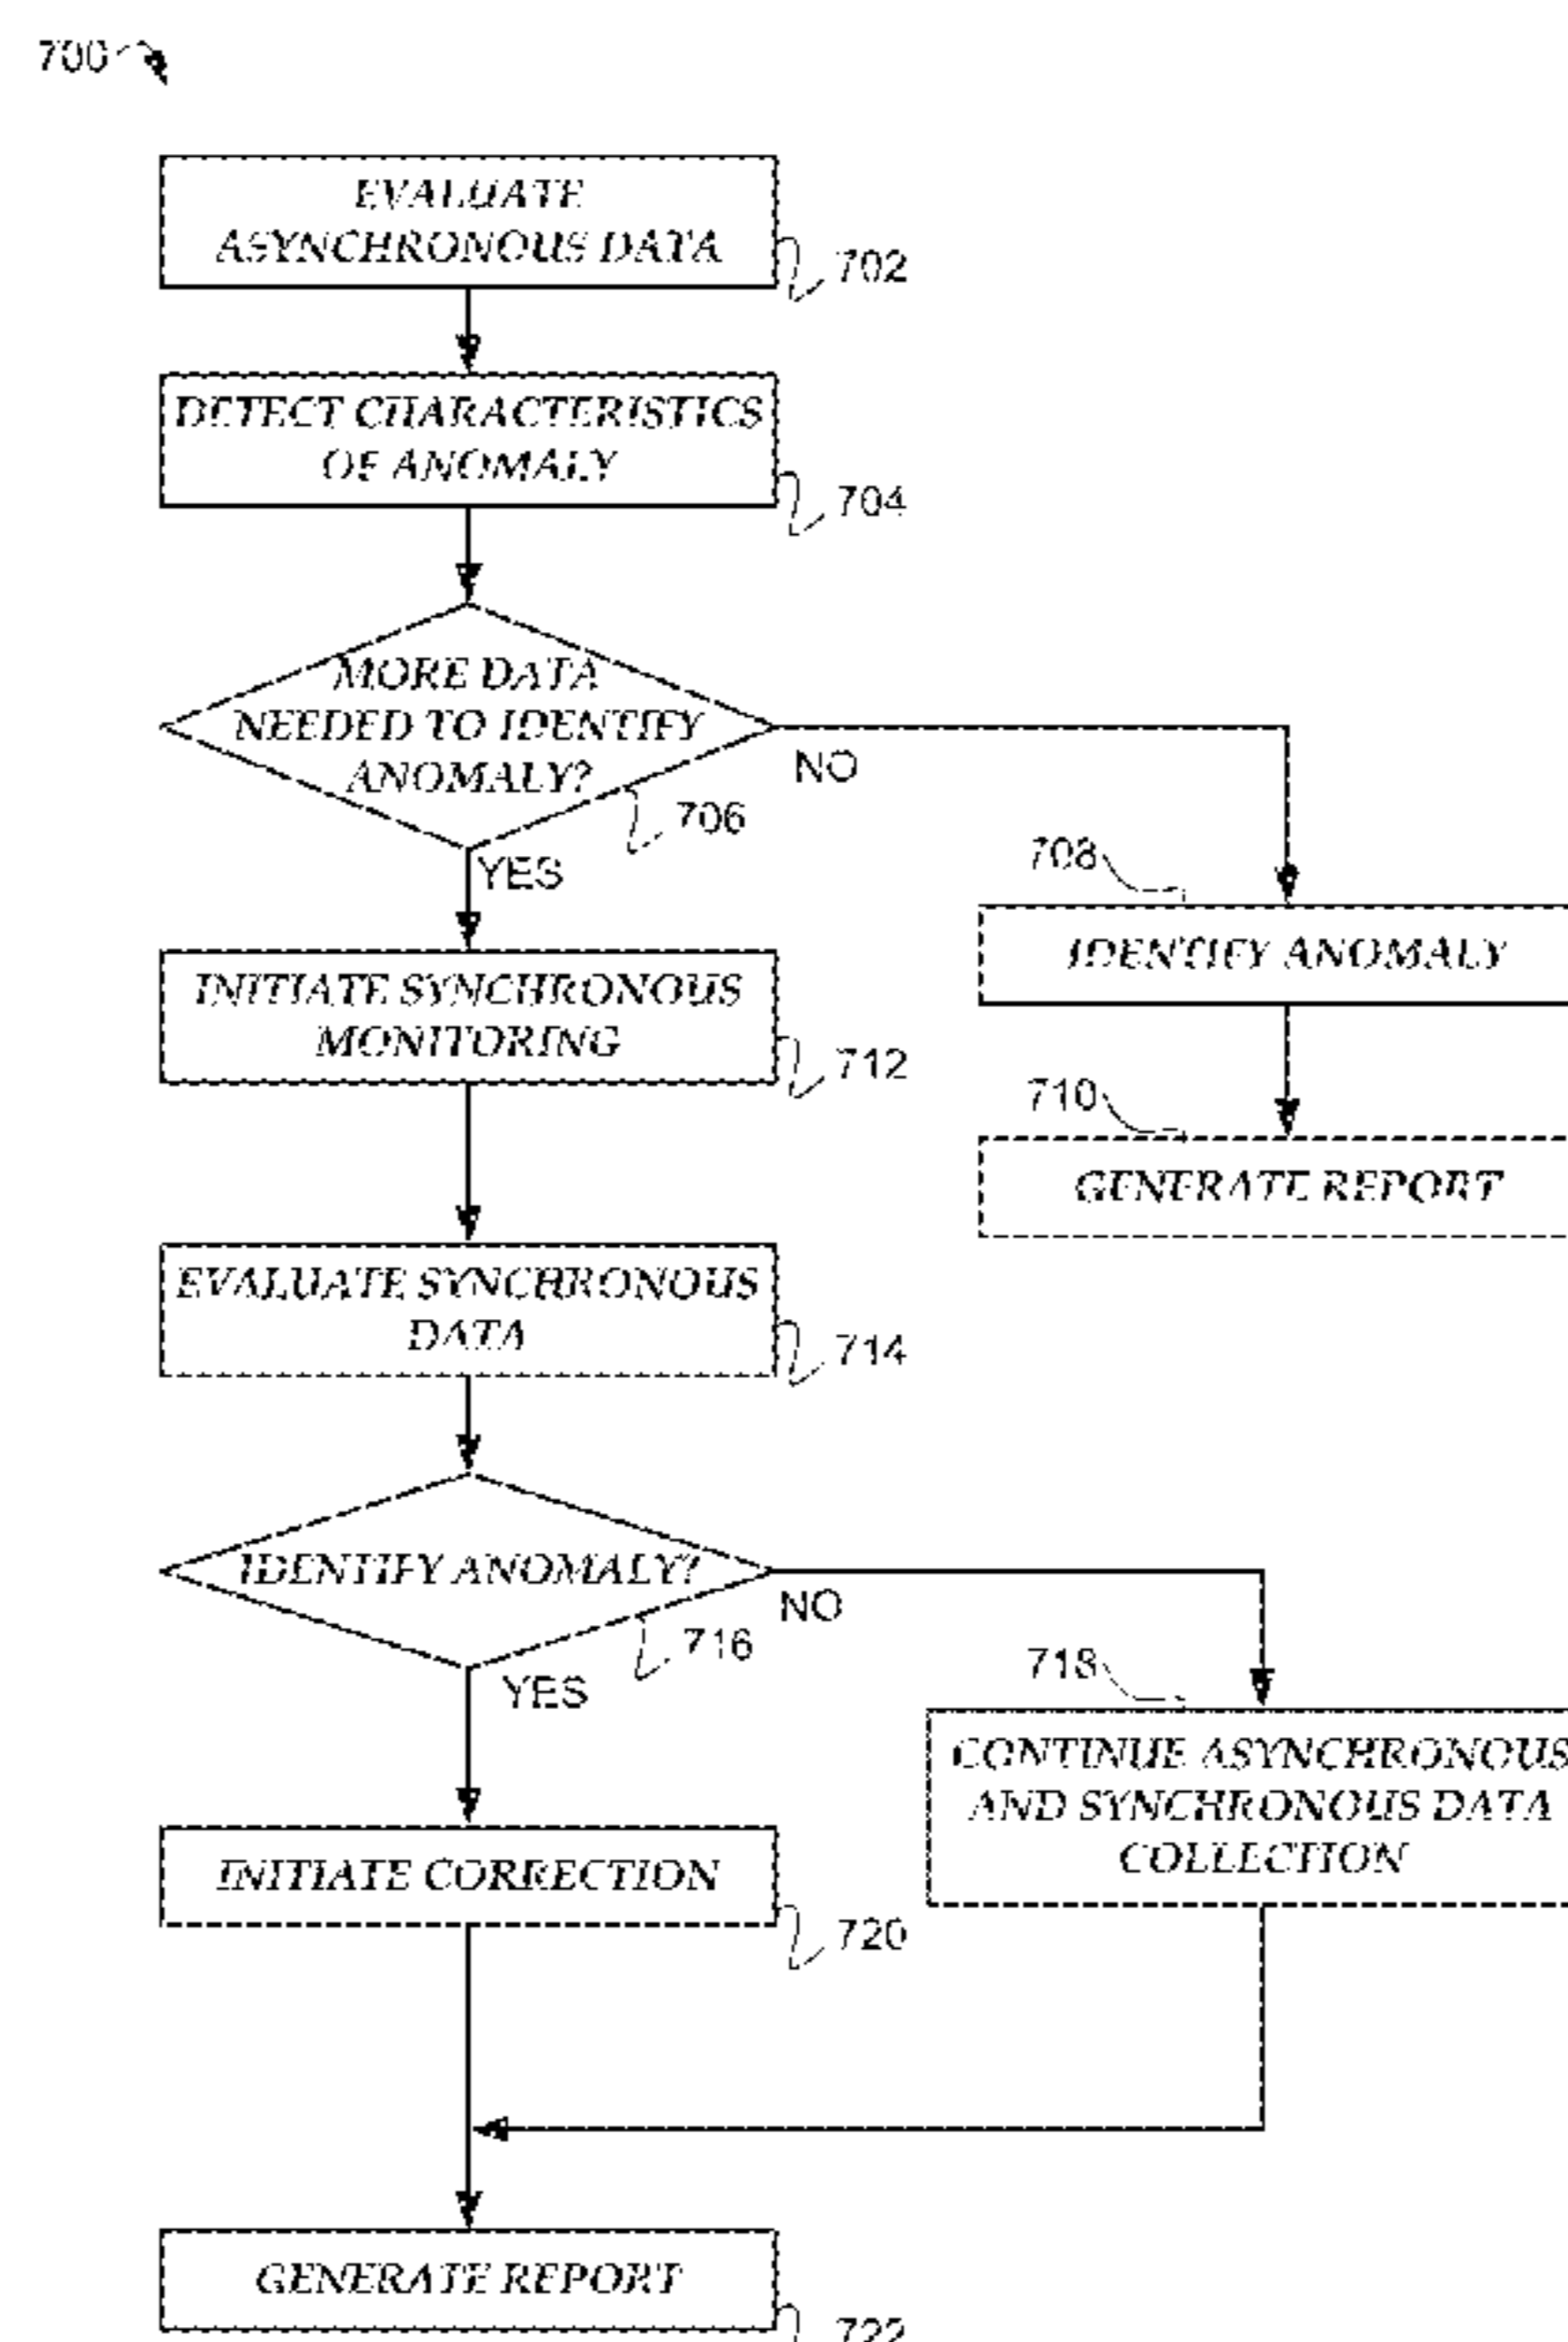 700
EVALUATE
ASYNCHRONOUS DATA
702
DETECT CHARACTERISTICS
OF ANOMALY
704
MORE DATA
NEEDED TO IDENTIFY
ANOMALY?
NO
706
YES
708
IDENTIFY ANOMALY
INITIATE SYNCHRONOUS
MONITORING
712
710
GENERATE REPORT
EVALUATE SYNCHRONOUS
DATA
714
IDENTIFY ANOMALY?
NO
716
YES
718
CONTINUE ASYNCHRONOUS
AND SYNCHRONOUS DATA
COLLECTION
INITIATE CORRECTION
720
GENERATE REPORT
722